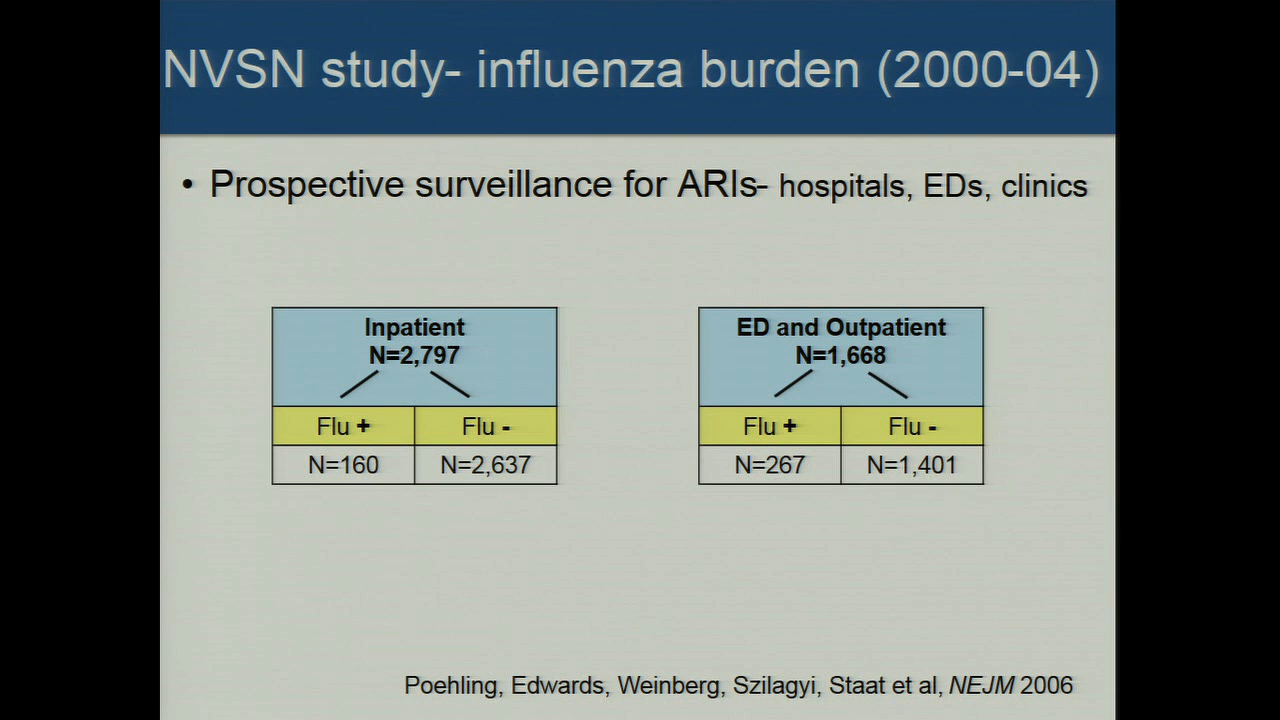 NVSN study- influenza burden (2000-04)
• Prospective surveillance for ARIs- hospitals, EDs, clinics
Inpatient
N=2,797
Flu +
Flu -
N=160
N=2,637
ED and Outpatient
N=1,668
Flu +
Flu -
N=267
N=1,401
Poehling, Edwards, Weinberg, Szilagyi, Staat et al, NEJM 2006